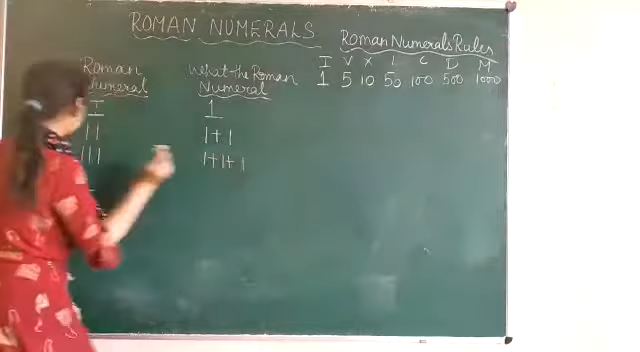 ROMAN NUMERALS
Roman Numerals Rules
I V X L C D M
1 5 10 50 100 500 1000
Roman What the Roman
Numeral
I 1
II 1+1
III 1+1+1